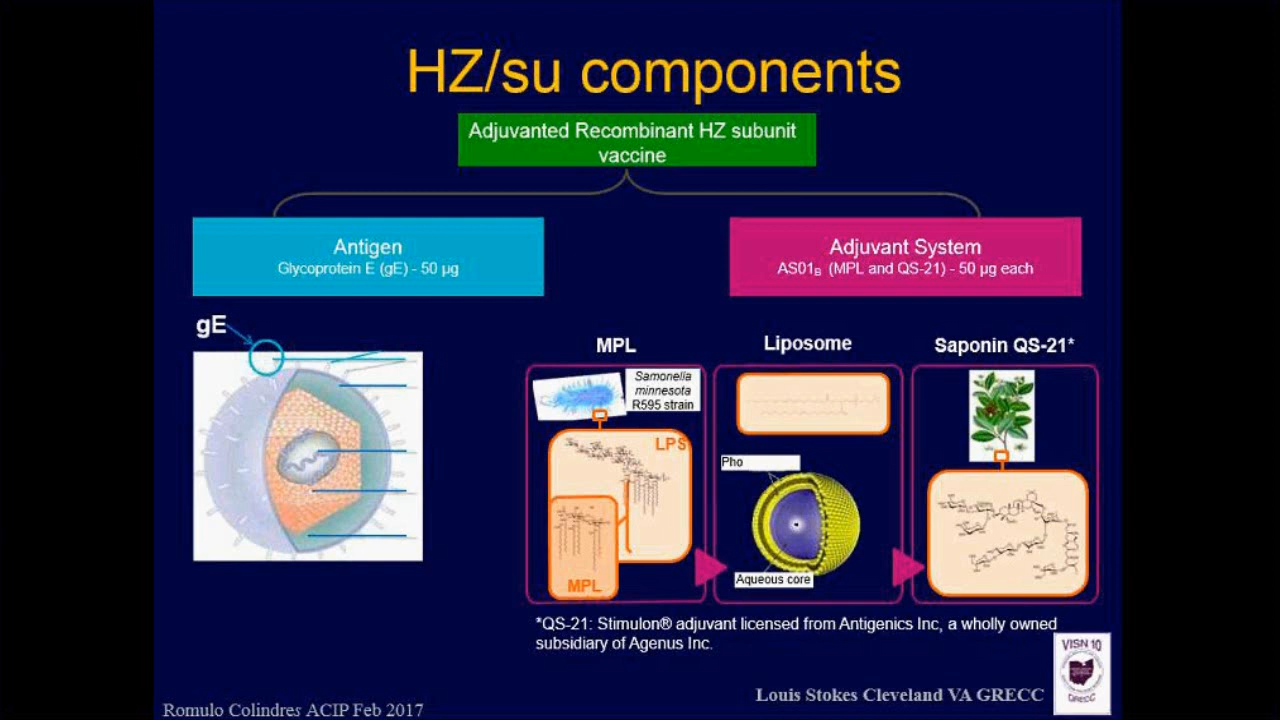 HZ/su components
Adjuvanted Recombinant HZ subunit
vaccine
Antigen
Glycoprotein E (gE) - 50 µg
Adjuvant System
AS01B (MPL and QS-21) - 50 µg each
gE
MPL
Liposome
Saponin QS-21*
Samonella
minnesota
R595 strain
LPS
MPL
Pho
Aqueous core
*QS-21: Stimulon® adjuvant licensed from Antigenics Inc, a wholly owned
subsidiary of Agenus Inc.
VISN 10
GRECC
Louis Stokes Cleveland VA GRECC
Romulo Colindres ACIP Feb 2017